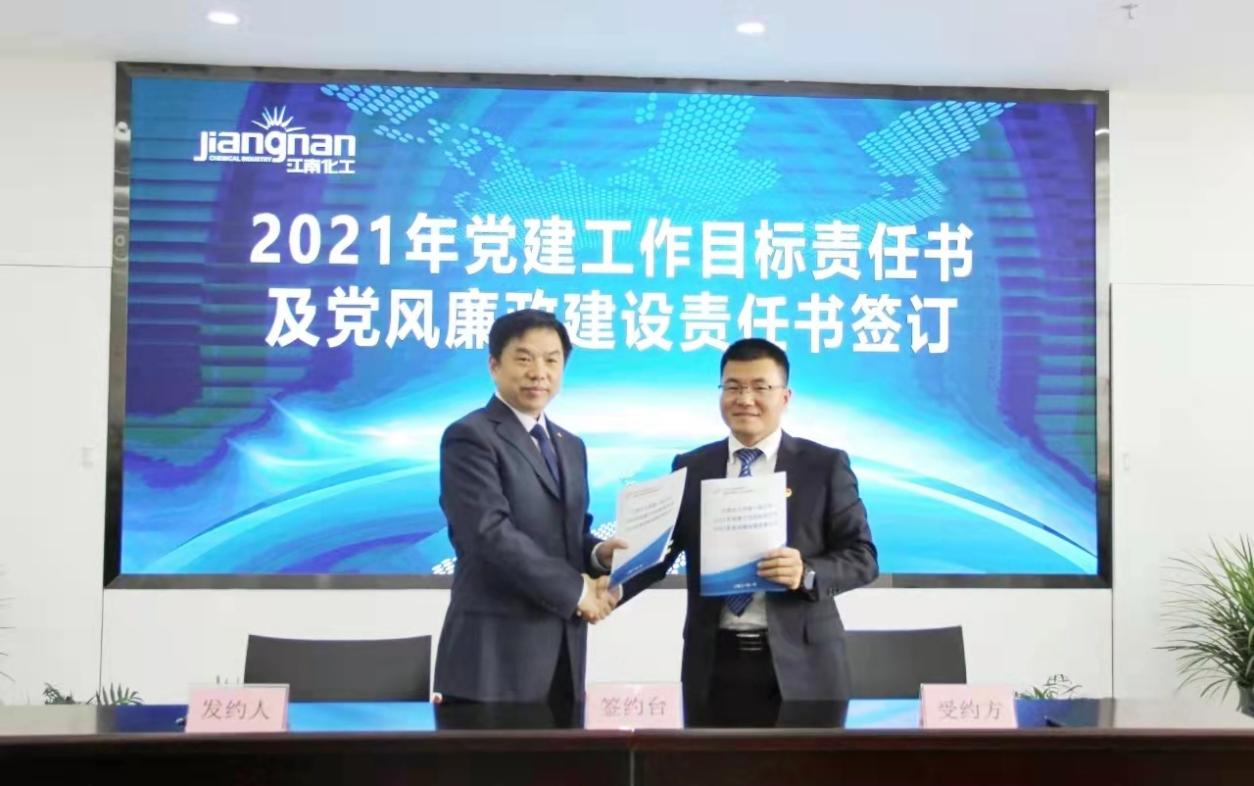 Jiangnan
CHEMICAL INDUSTRY
江南化工
2021年党建工作目标责任书
及党风廉政建设责任书签订
发约人
签约台
受约方